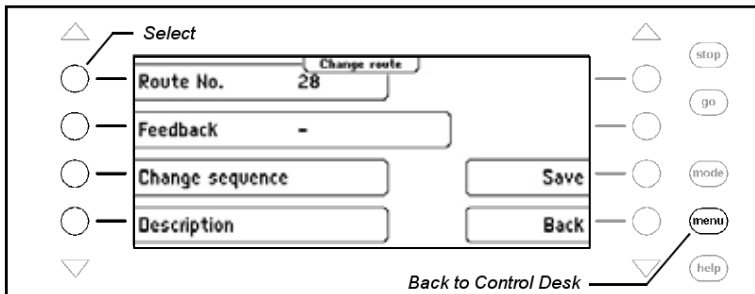 Select
Change route
stop
Route No. 28
go
Feedback -
Change sequence
Save
mode
Description
Back
menu
Back to Control Desk
help